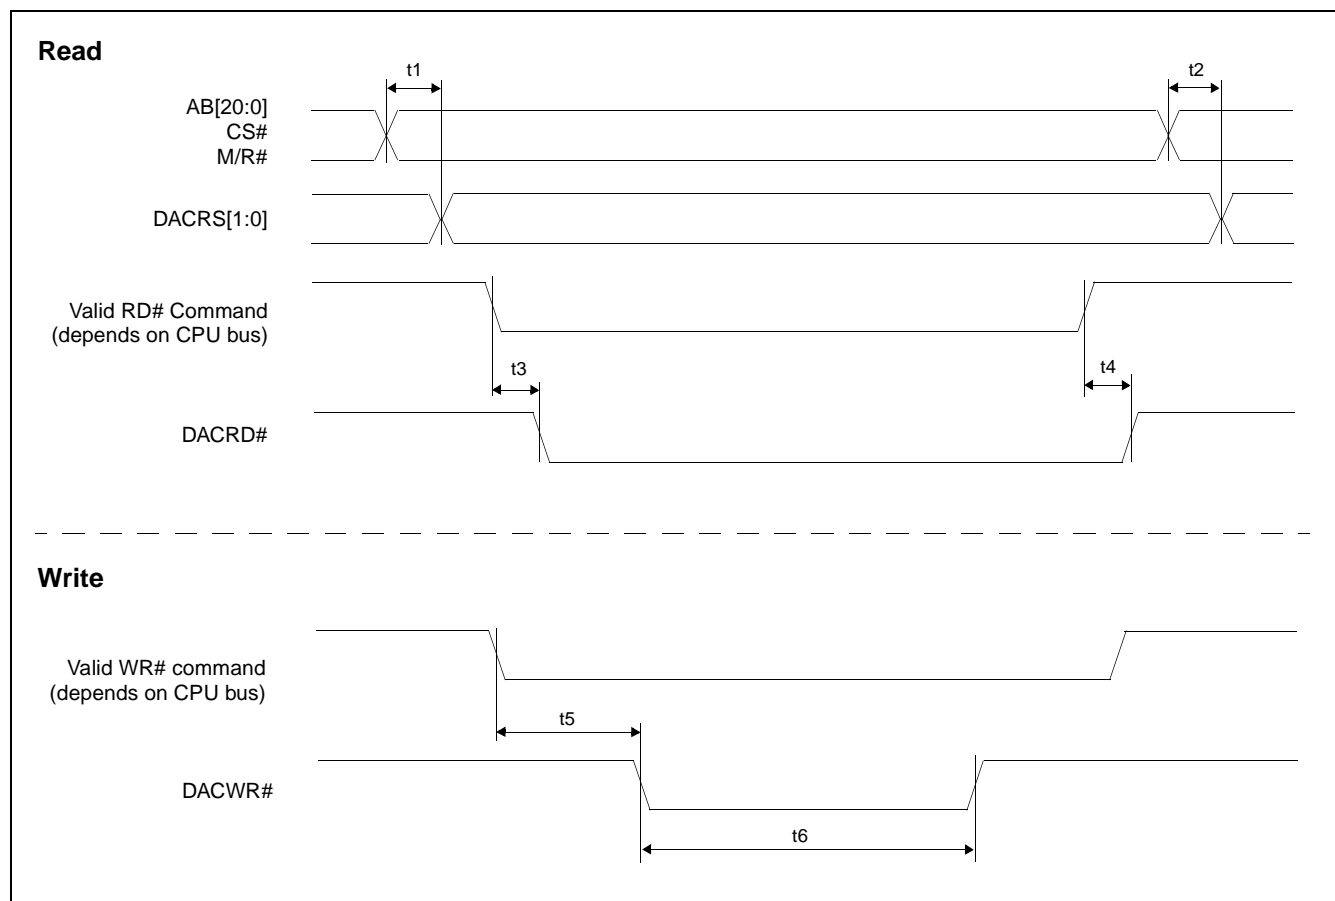 Read
t1
t2
AB[20:0]
CS#
M/R#
DACRS[1:0]
Valid RD# Command
(depends on CPU bus)
t3
t4
DACRD#
Write
Valid WR# command
(depends on CPU bus)
t5
DACWR#
t6